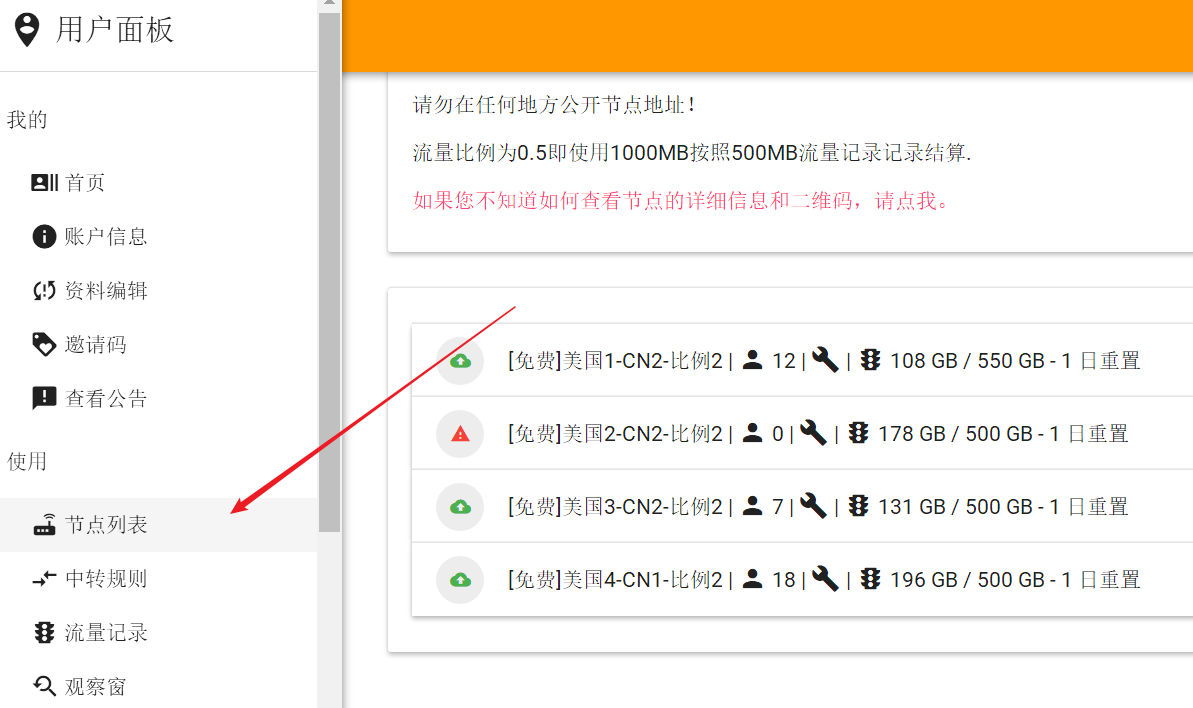 用户面板
我的
首页
账户信息
资料编辑
邀请码
查看公告
使用
节点列表
中转规则
流量记录
观察窗
请勿在任何地方公开节点地址！
流量比例为0.5即使用1000MB按照500MB流量记录记录结算.
如果您不知道如何查看节点的详细信息和二维码，请点我。
[免费]美国1-CN2-比例2 | 12 | | 108 GB / 550 GB - 1 日重置
[免费]美国2-CN2-比例2 | 0 | | 178 GB / 500 GB - 1 日重置
[免费]美国3-CN2-比例2 | 7 | | 131 GB / 500 GB - 1 日重置
[免费]美国4-CN1-比例2 | 18 | | 196 GB / 500 GB - 1 日重置